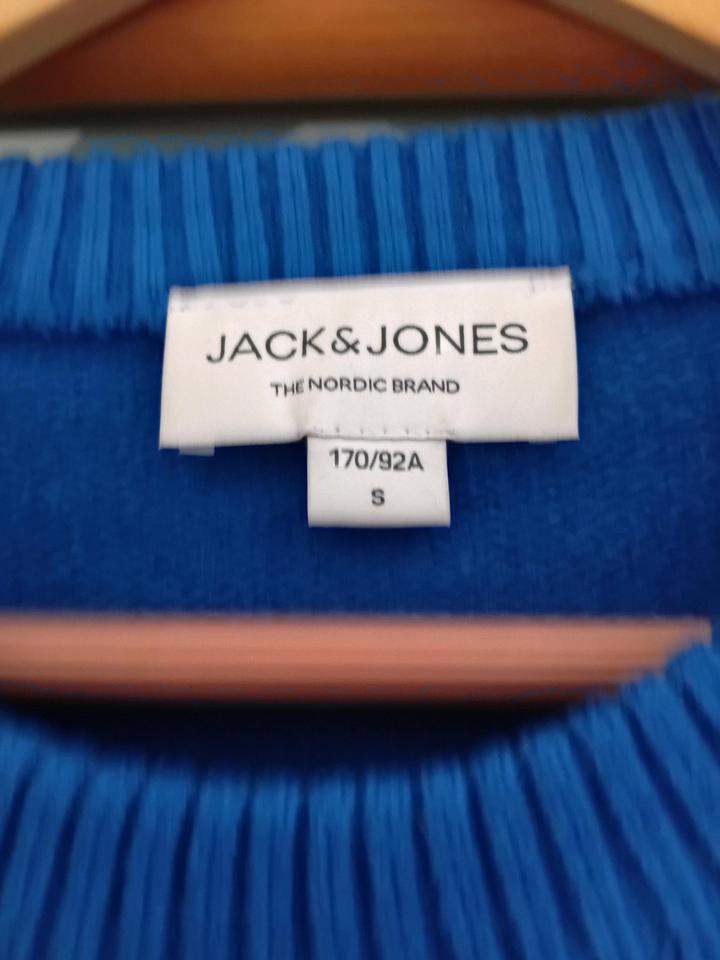 JACK&JONES
THE NORDIC BRAND
170/92A
S